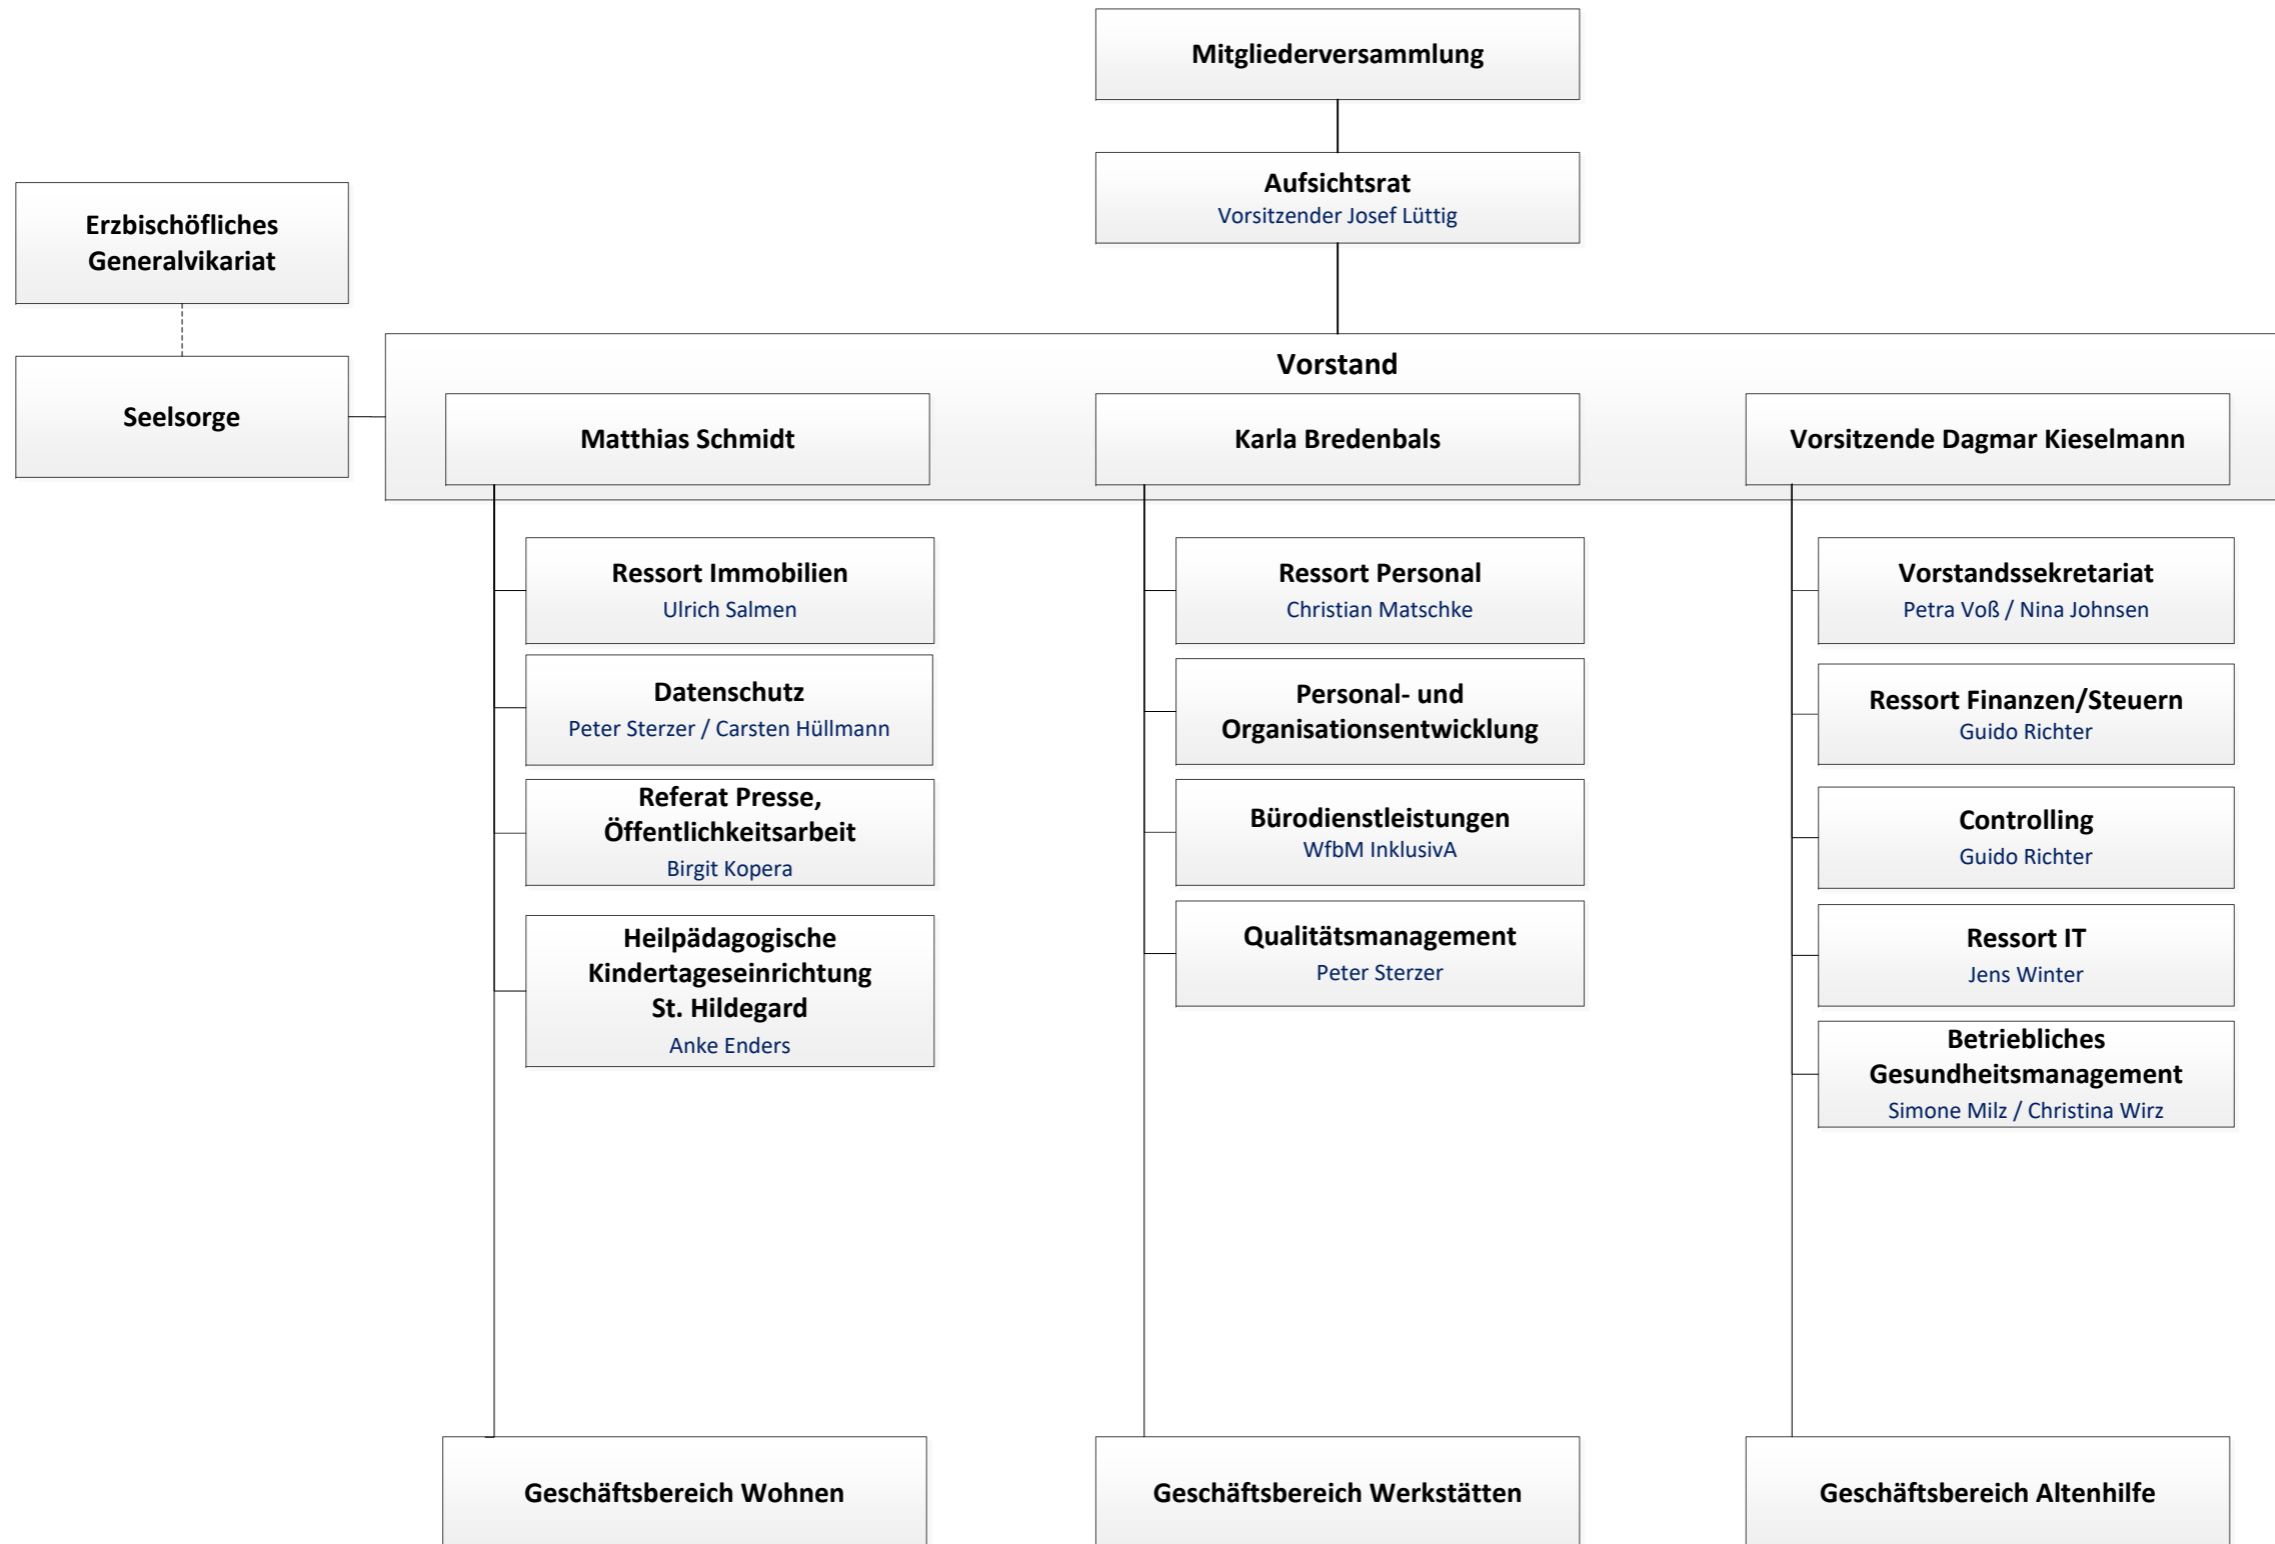 Mitgliederversammlung
Aufsichtsrat
Vorsitzender Josef Lüttig
Erzbischöfliches
Generalvikariat
Seelsorge
Vorstand
Matthias Schmidt
Karla Bredenbals
Vorsitzende Dagmar Kieselmann
Ressort Immobilien
Ulrich Salmen
Datenschutz
Peter Sterzer / Carsten Hüllmann
Referat Presse,
Öffentlichkeitsarbeit
Birgit Kopera
Heilpädagogische
Kindertageseinrichtung
St. Hildegard
Anke Enders
Ressort Personal
Christian Matschke
Personal- und
Organisationsentwicklung
Bürodienstleistungen
WfbM InklusivA
Qualitätsmanagement
Peter Sterzer
Vorstandssekretariat
Petra Voß / Nina Johnsen
Ressort Finanzen/Steuern
Guido Richter
Controlling
Guido Richter
Ressort IT
Jens Winter
Betriebliches
Gesundheitsmanagement
Simone Milz / Christina Wirz
Geschäftsbereich Wohnen
Geschäftsbereich Werkstätten
Geschäftsbereich Altenhilfe